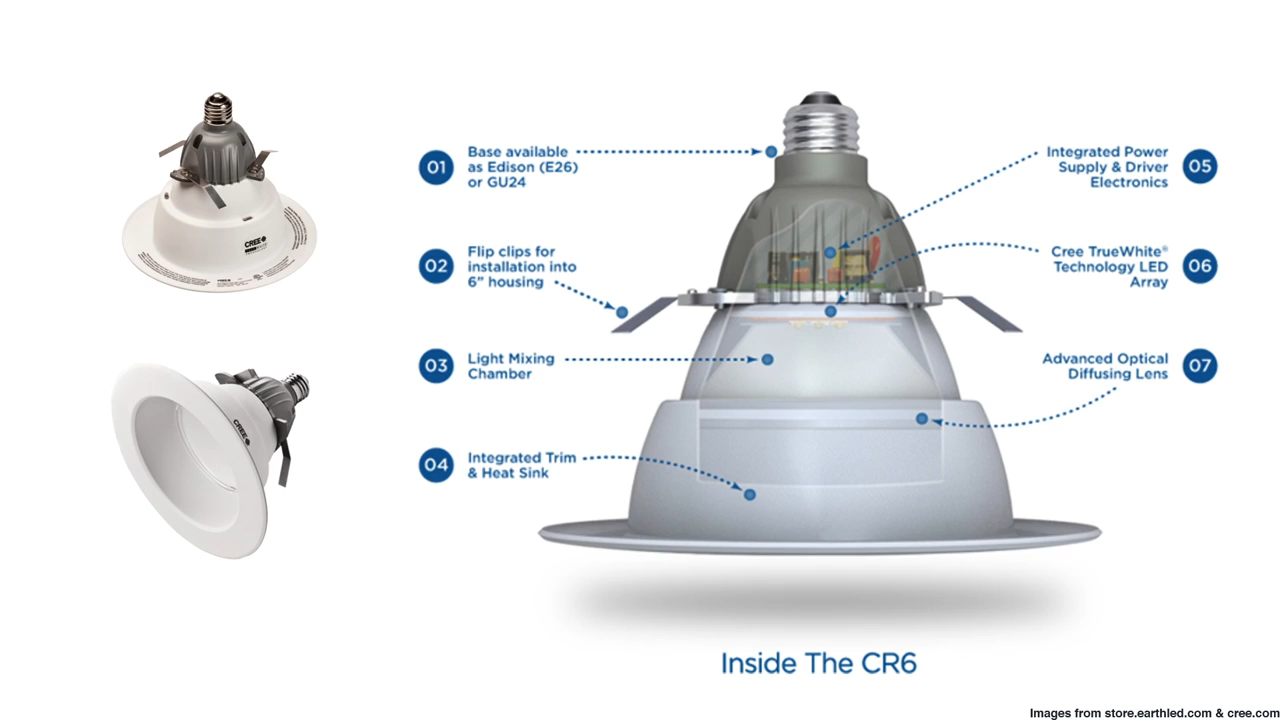 CREE
CREE
01
Base available
as Edison (E26)
or GU24
02
Flip clips for
installation into
6" housing
03
Light Mixing
Chamber
04
Integrated Trim
& Heat Sink
Integrated Power
Supply & Driver
Electronics
05
Cree TrueWhite®
Technology LED
Array
06
Advanced Optical
Diffusing Lens
07
Inside The CR6
Images from store.earthled.com & cree.com